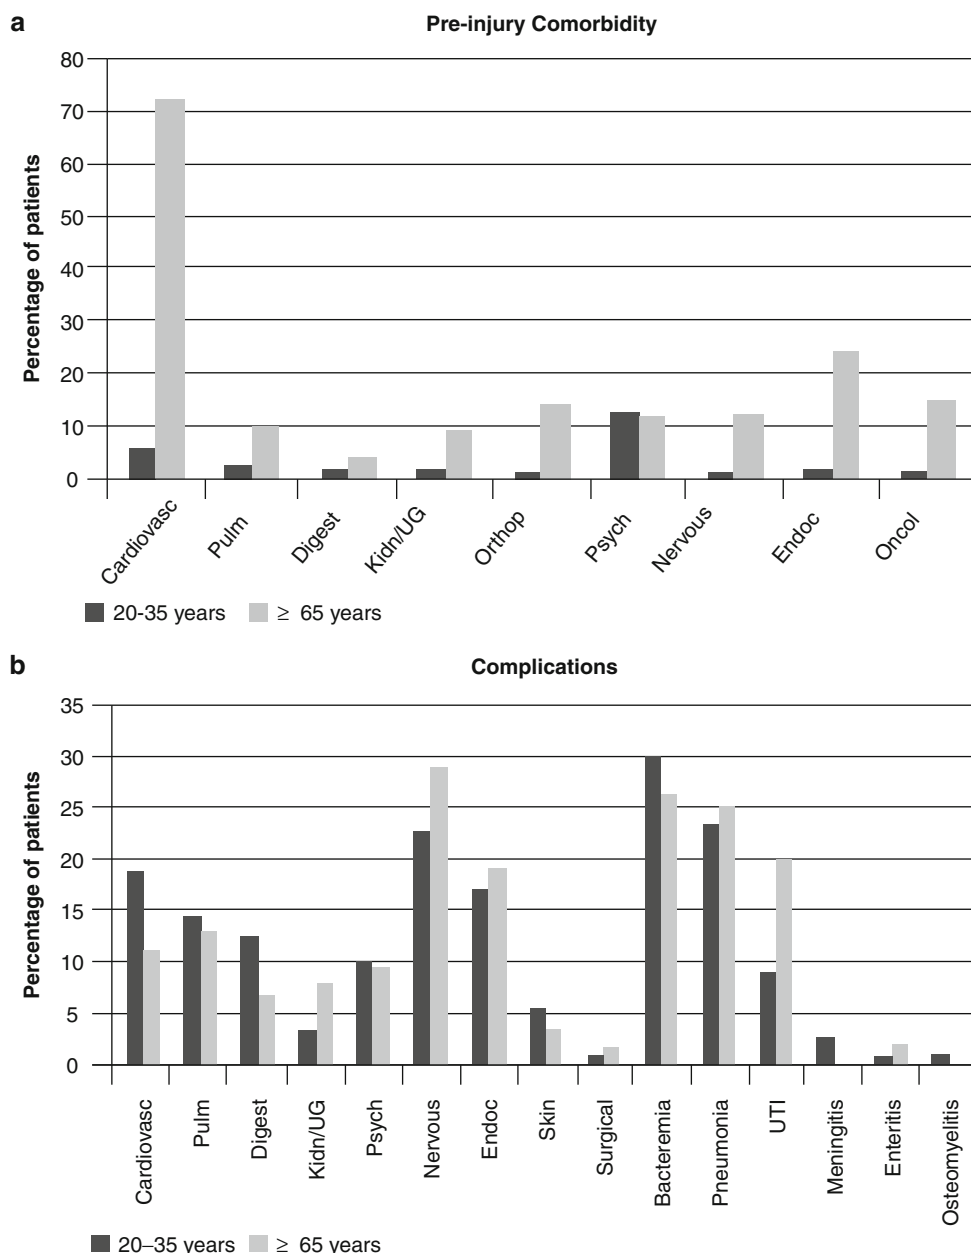 a
Pre-injury Comorbidity
Percentage of patients
80
70
60
50
40
30
20
10
0
Cardiovasc
Pulm
Digest
Kidn/UG
Orthop
Psych
Nervous
Endoc
Oncol
20-35 years
≥ 65 years
b
Complications
Percentage of patients
35
30
25
20
15
10
5
0
Cardiovasc
Pulm
Digest
Kidn/UG
Psych
Nervous
Endoc
Skin
Surgical
Bacteremia
Pneumonia
UTI
Meningitis
Enteritis
Osteomyelitis
20–35 years
≥ 65 years